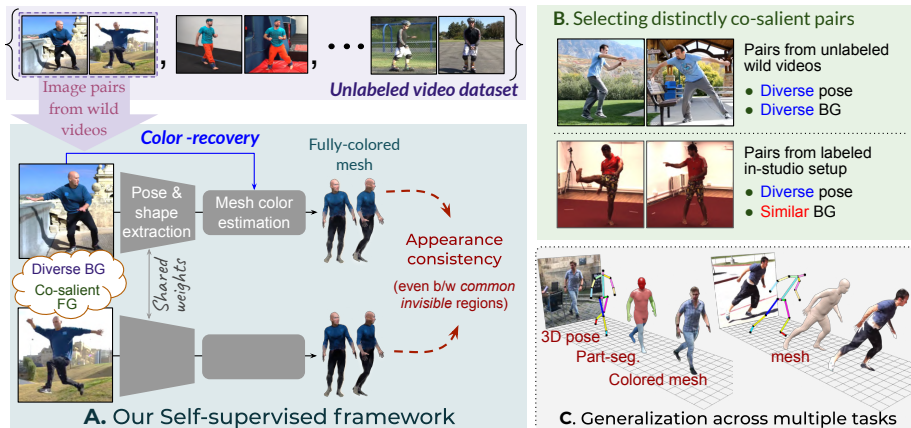 Unlabeled video dataset
Image pairs
from wild
videos
Color -recovery
Fully-colored
mesh
Pose &
shape
extraction
Mesh color
estimation
Diverse BG
Co-salient
FG
Shared
weights
Appearance
consistency
(even b/w common
invisible regions)
A. Our Self-supervised framework
B. Selecting distinctly co-salient pairs
Pairs from unlabeled
wild videos
● Diverse pose
● Diverse BG
Pairs from labeled
in-studio setup
● Diverse pose
● Similar BG
3D pose
Part-seg.
Colored mesh
mesh
C. Generalization across multiple tasks